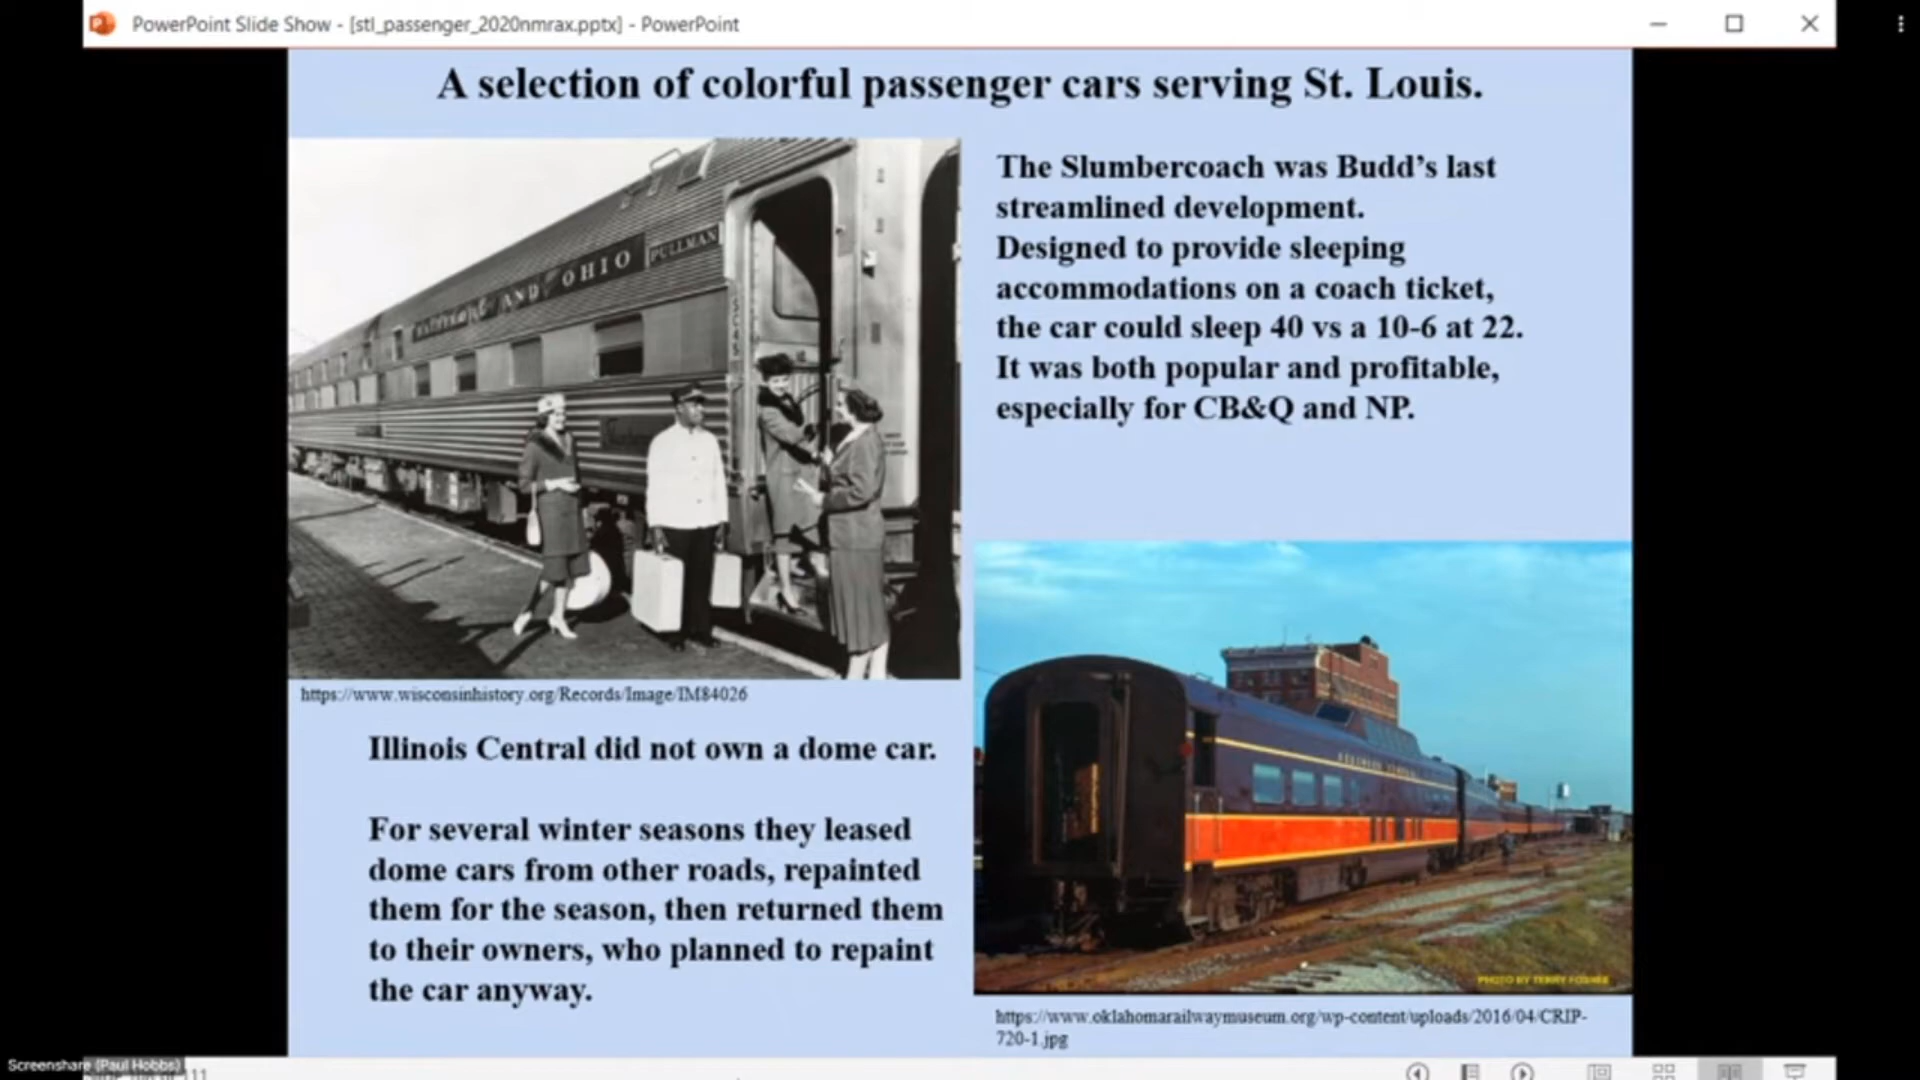 PowerPoint Slide Show - [stl_passenger_2020nmrax.pptx] - PowerPoint
A selection of colorful passenger cars serving St. Louis.
AND OHIO
PULLMAN
The Slumbercoach was Budd’s last
streamlined development.
Designed to provide sleeping
accommodations on a coach ticket,
the car could sleep 40 vs a 10-6 at 22.
It was both popular and profitable,
especially for CB&Q and NP.
https://www.wisconsinhistory.org/Records/Image/IM84026
Illinois Central did not own a dome car.
For several winter seasons they leased
dome cars from other roads, repainted
them for the season, then returned them
to their owners, who planned to repaint
the car anyway.
PHOTO BY TERRY
https://www.oklahomarailwaymuseum.org/wp-content/uploads/2016/04/CRIP-
720-1.jpg
Screenshare (Paul Hobbs)